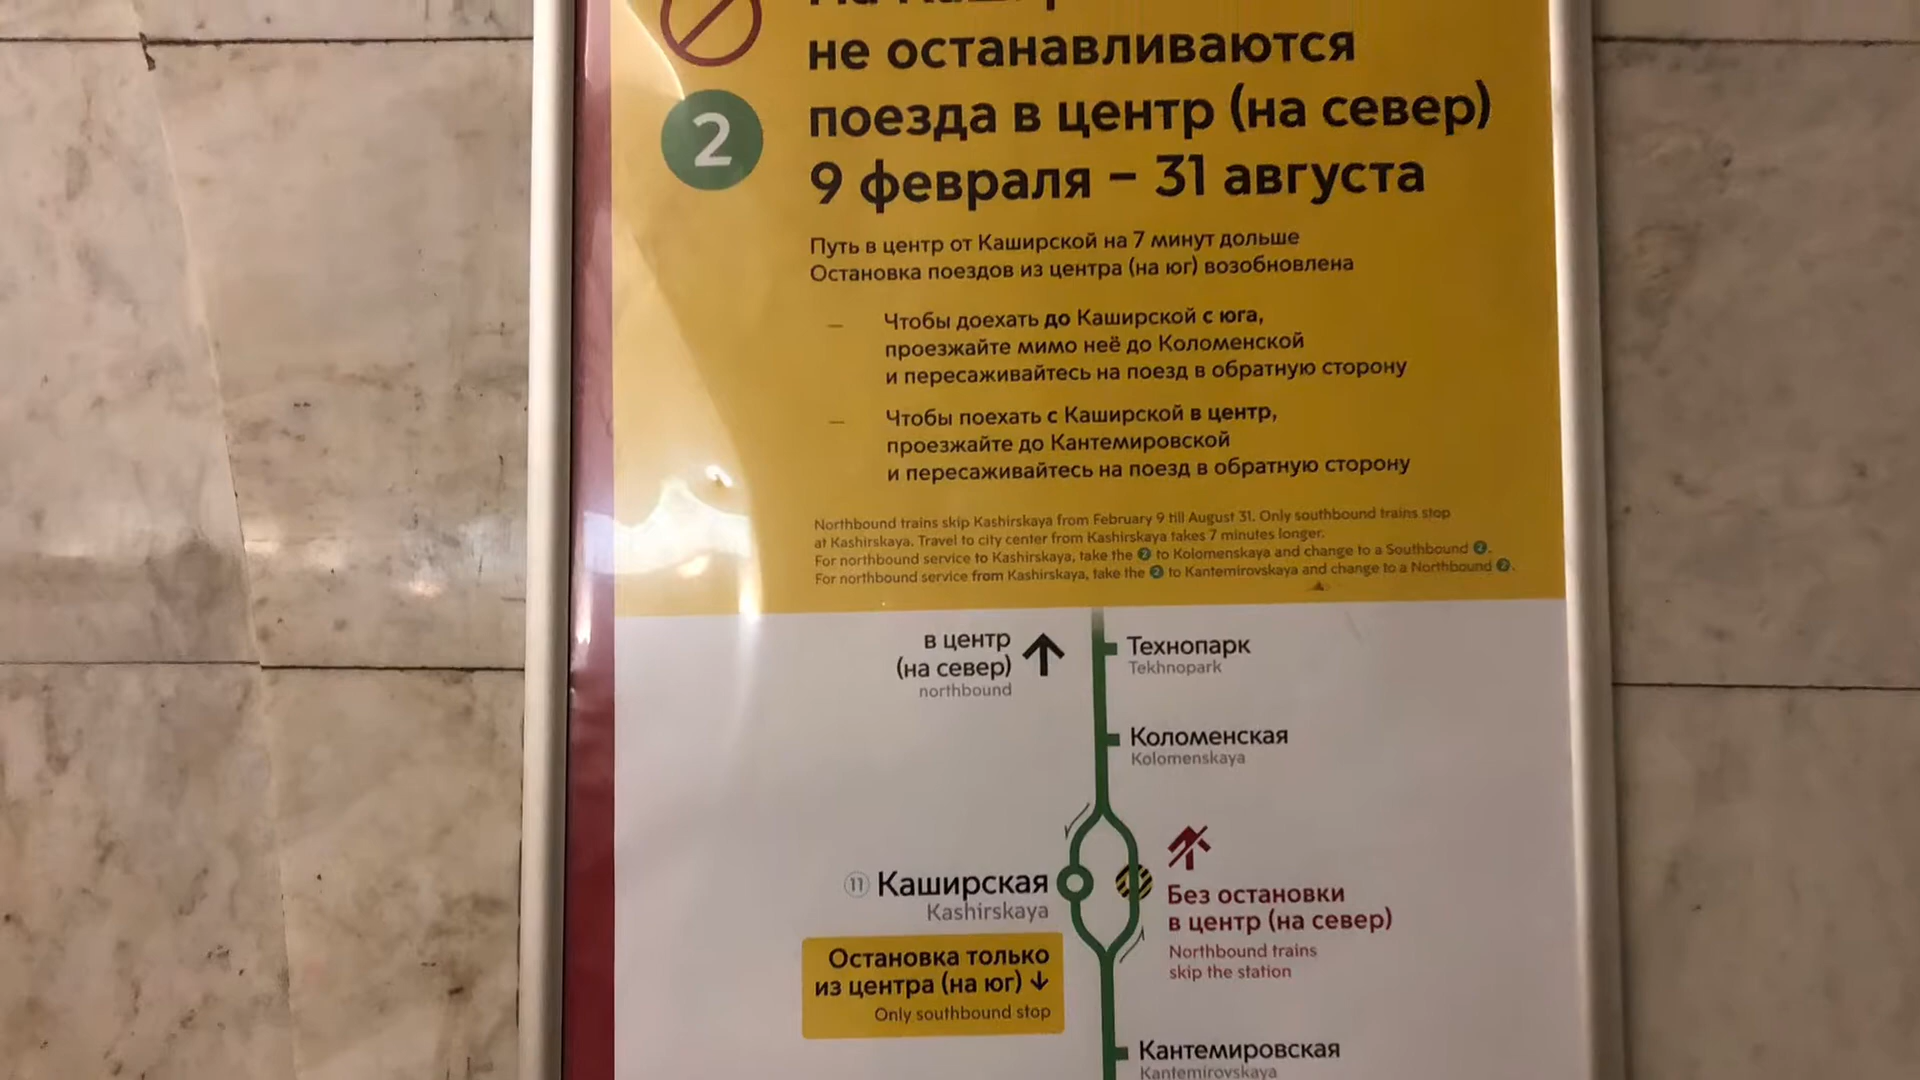 не останавливаются
2
поезда в центр (на север)
9 февраля – 31 августа
Путь в центр от Каширской на 7 минут дольше
Остановка поездов из центра (на юг) возобновлена
– Чтобы доехать до Каширской с юга,
проезжайте мимо неё до Коломенской
и пересаживайтесь на поезд в обратную сторону
– Чтобы поехать с Каширской в центр,
проезжайте до Кантемировской
и пересаживайтесь на поезд в обратную сторону
Northbound trains skip Kashirskaya from February 9 till August 31. Only southbound trains stop
at Kashirskaya. Travel to city center from Kashirskaya takes 7 minutes longer.
For northbound service to Kashirskaya, take the 2 to Kolomenskaya and change to a Southbound 2.
For northbound service from Kashirskaya, take the 2 to Kantemirovskaya and change to a Northbound 2.
в центр
(на север)
northbound
Технопарк
Tekhnopark
Коломенская
Kolomenskaya
11 Каширская
Kashirskaya
Остановка только
из центра (на юг) ↓
Only southbound stop
Без остановки
в центр (на север)
Northbound trains
skip the station
Кантемировская
Kantemirovskaya